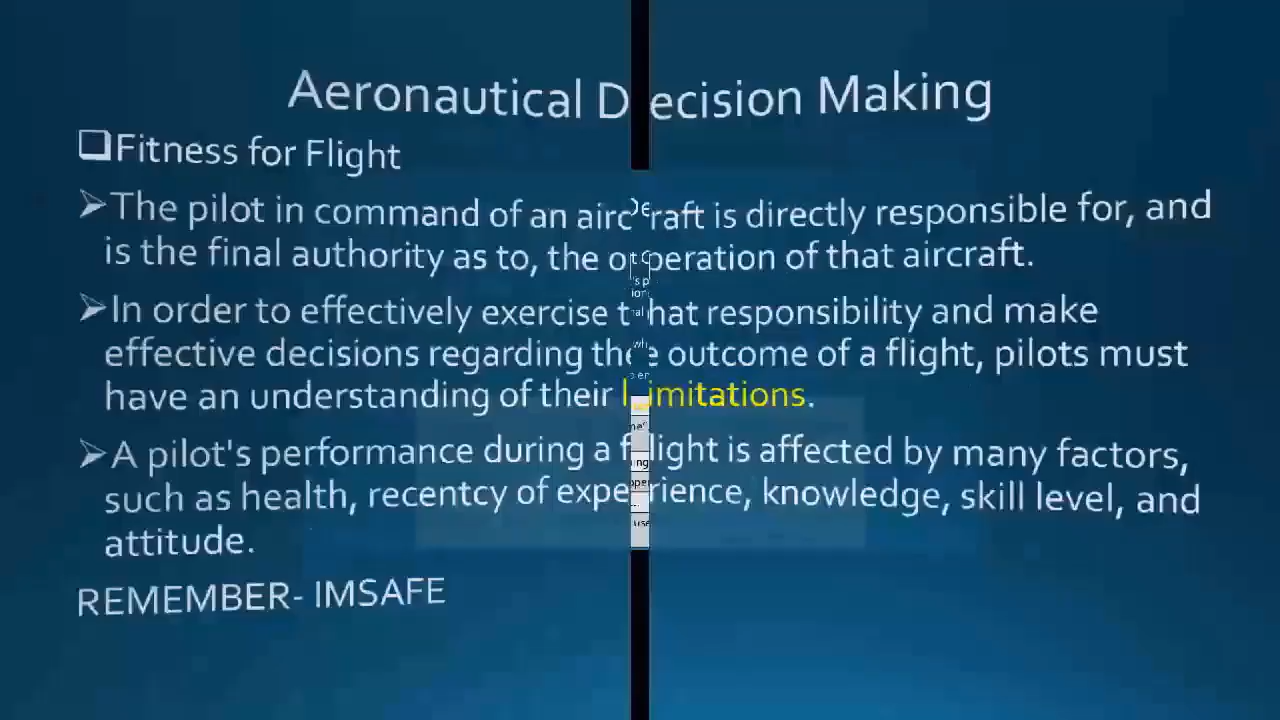 Aeronautical Decision Making
❑Fitness for Flight
➢The pilot in command of an aircraft is directly responsible for, and
is the final authority as to, the operation of that aircraft.
➢In order to effectively exercise that responsibility and make
effective decisions regarding the outcome of a flight, pilots must
have an understanding of their limitations.
➢A pilot's performance during a flight is affected by many factors,
such as health, recentcy of experience, knowledge, skill level, and
attitude.
REMEMBER- IMSAFE